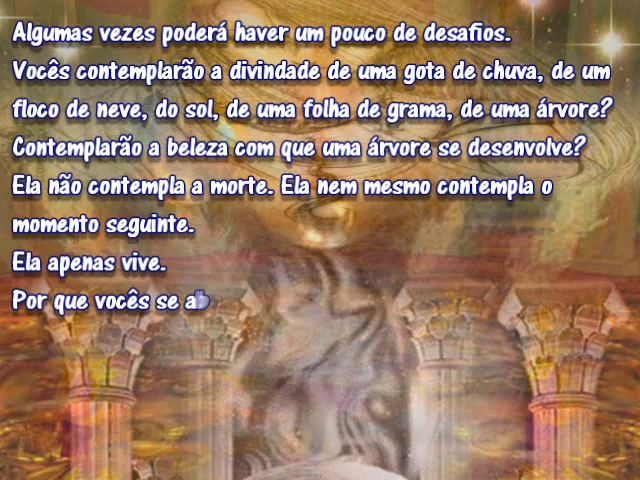 Algumas vezes poderá haver um pouco de desafios.
Vocês contemplarão a divindade de uma gota de chuva, de um
floco de neve, do sol, de uma folha de grama, de uma árvore?
Contemplarão a beleza com que uma árvore se desenvolve?
Ela não contempla a morte. Ela nem mesmo contempla o
momento seguinte.
Ela apenas vive.
Por que vocês se a